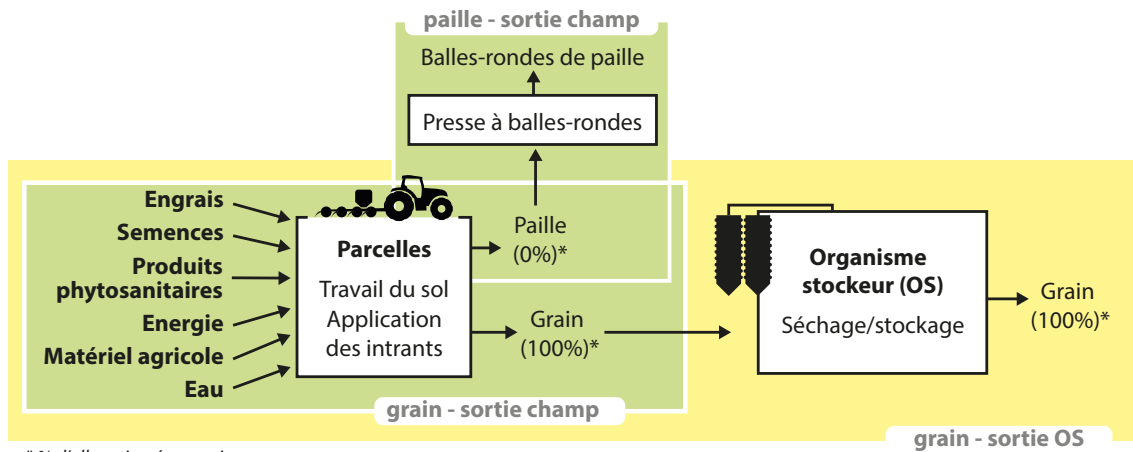 paille - sortie champ
Balles-rondes de paille
Presse à balles-rondes
Engrais
Semences
Produits
phytosanitaires
Energie
Matériel agricole
Eau
Parcelles
Travail du sol
Application
des intrants
Paille
(0%)*
Grain
(100%)*
grain - sortie champ
Organisme
stockeur (OS)
Séchage/stockage
Grain
(100%)*
grain - sortie OS